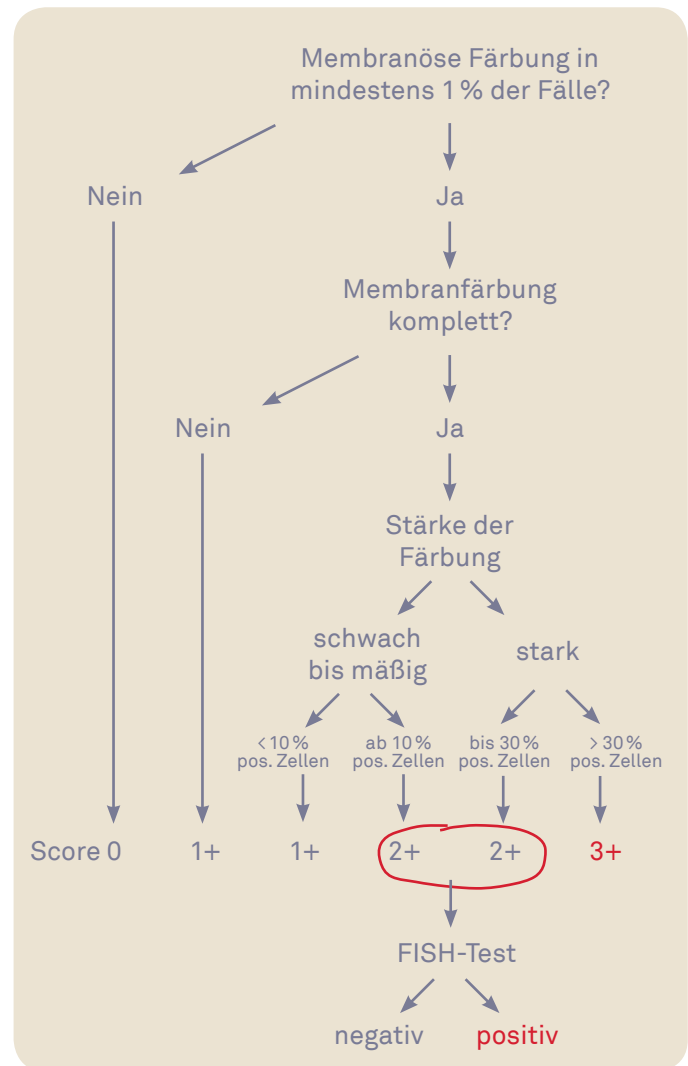 Membranöse Färbung in
mindestens 1 % der Fälle?
Nein
Ja
Membranfärbung
komplett?
Nein
Ja
Stärke der
Färbung
schwach
bis mäßig
stark
< 10 %
pos. Zellen
ab 10 %
pos. Zellen
bis 30 %
pos. Zellen
> 30 %
pos. Zellen
Score 0
1+
1+
2+
2+
3+
FISH-Test
negativ
positiv